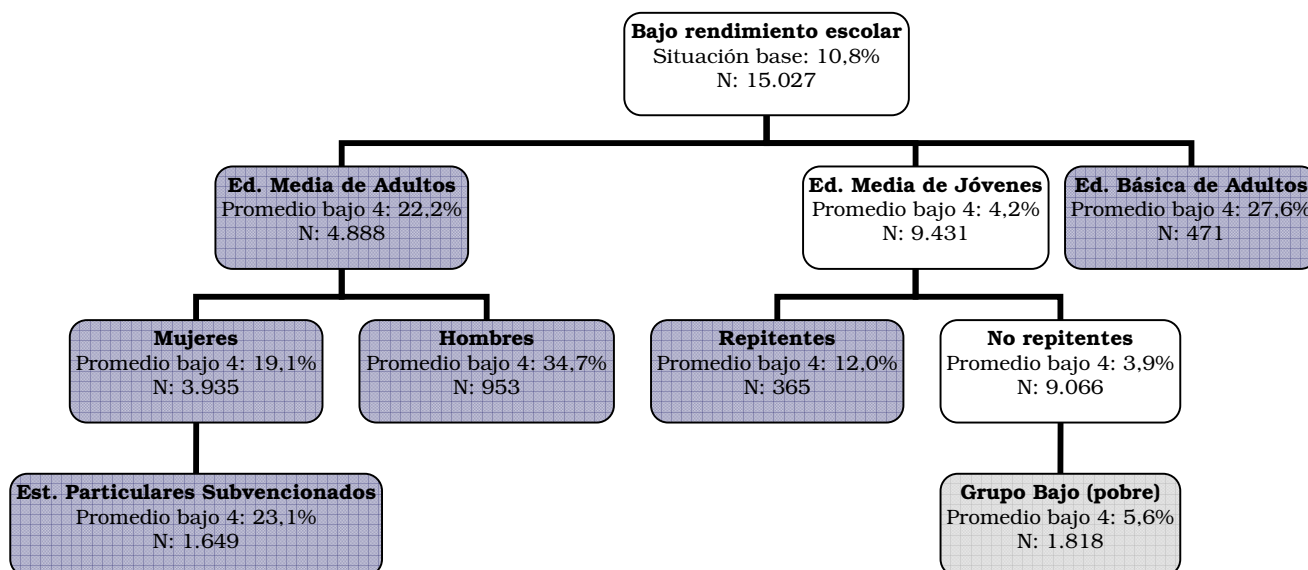 Bajo rendimiento escolar
Situación base: 10,8%
N: 15.027
Ed. Media de Adultos
Promedio bajo 4: 22,2%
N: 4.888
Ed. Media de Jóvenes
Promedio bajo 4: 4,2%
N: 9.431
Ed. Básica de Adultos
Promedio bajo 4: 27,6%
N: 471
Mujeres
Promedio bajo 4: 19,1%
N: 3.935
Hombres
Promedio bajo 4: 34,7%
N: 953
Repitentes
Promedio bajo 4: 12,0%
N: 365
No repitentes
Promedio bajo 4: 3,9%
N: 9.066
Est. Particulares Subvencionados
Promedio bajo 4: 23,1%
N: 1.649
Grupo Bajo (pobre)
Promedio bajo 4: 5,6%
N: 1.818